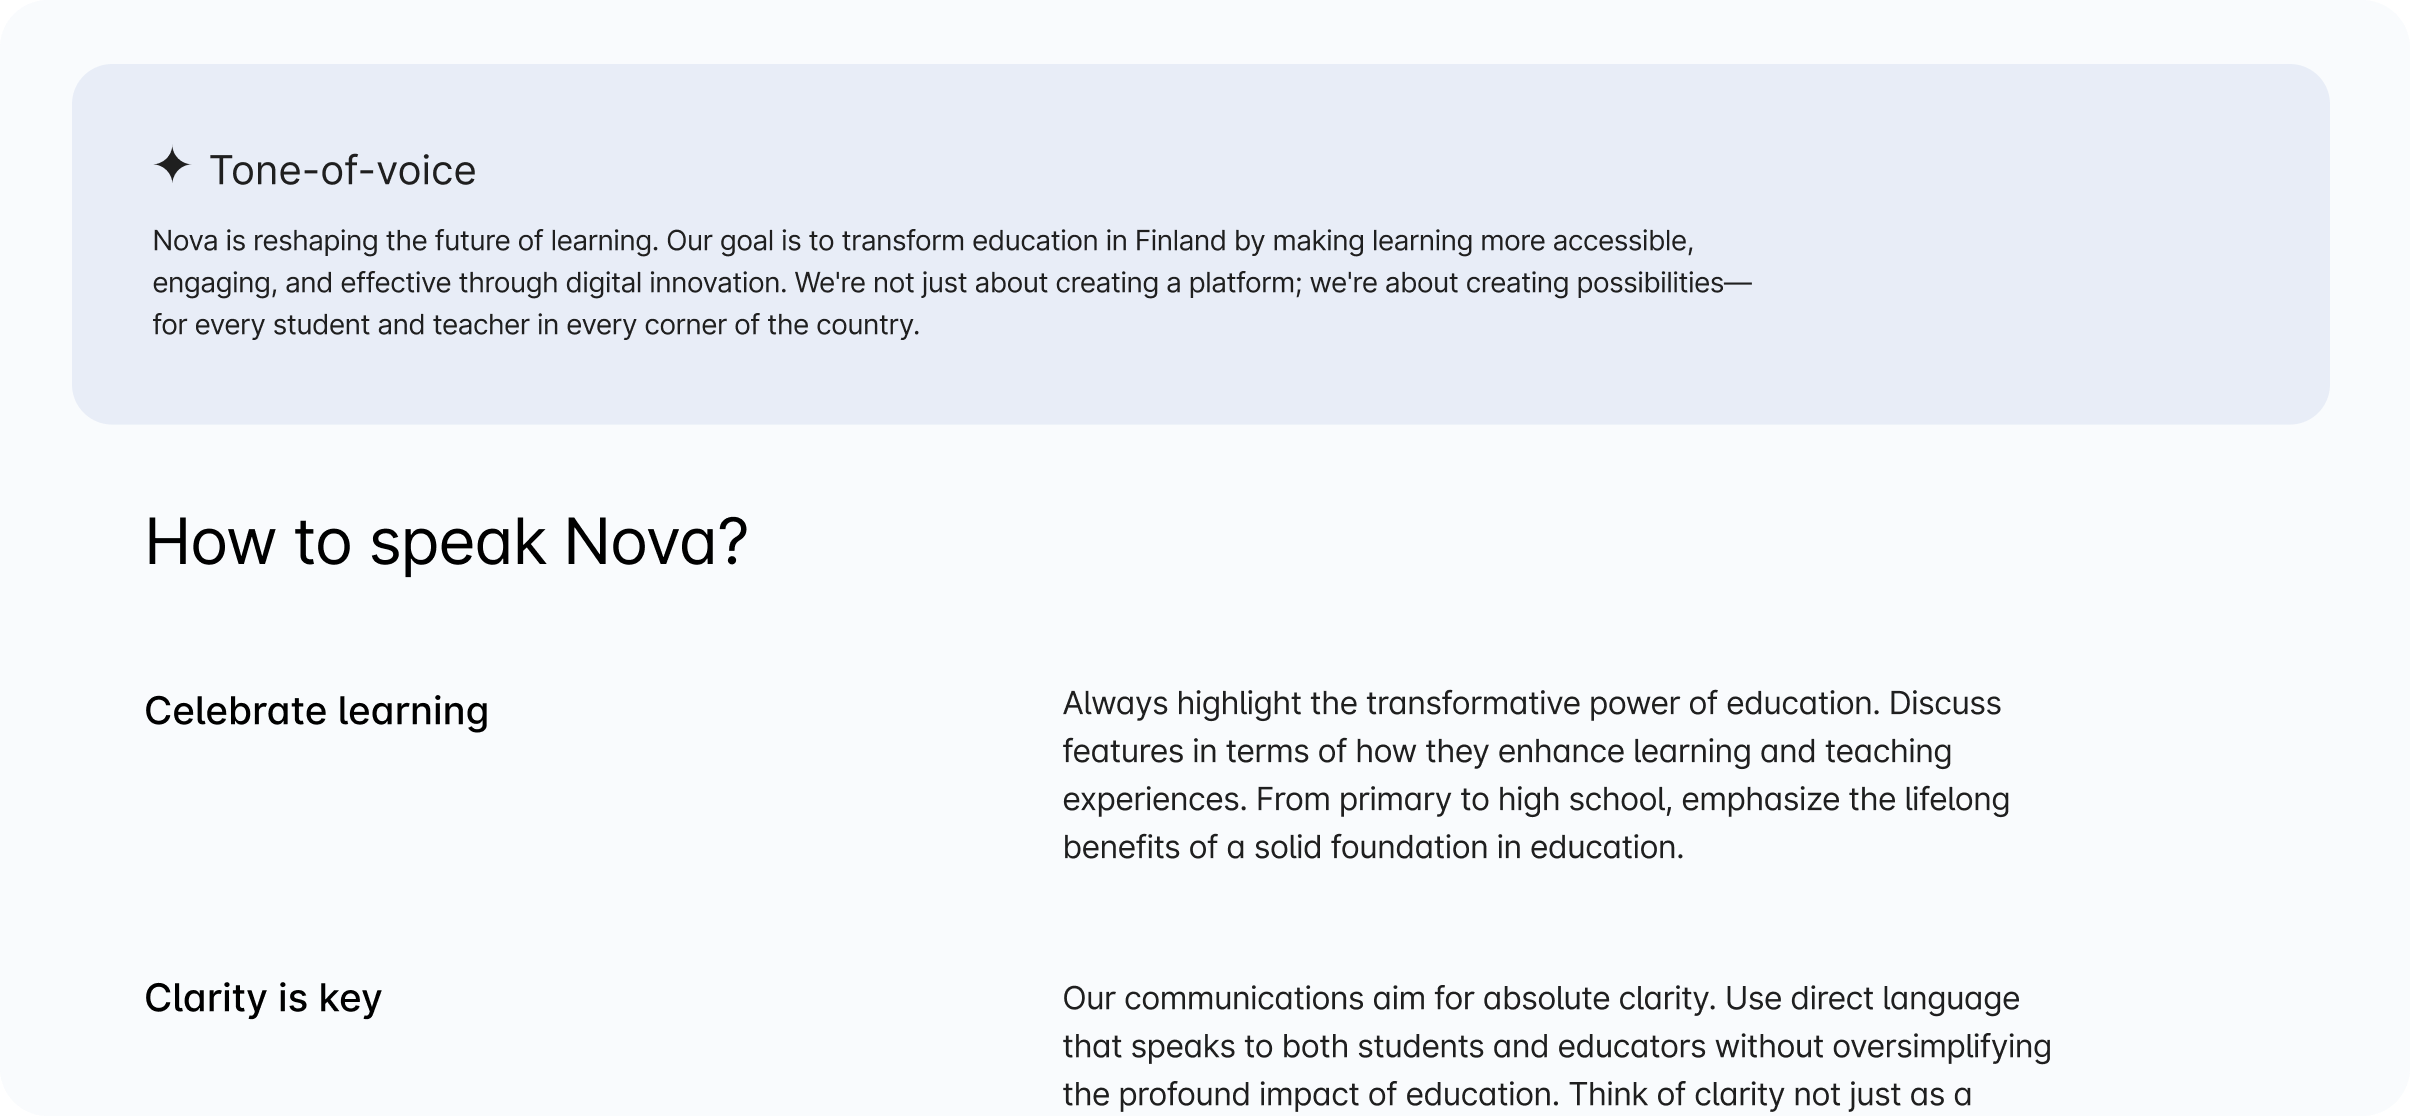 Tone-of-voice
Nova is reshaping the future of learning. Our goal is to transform education in Finland by making learning more accessible,
engaging, and effective through digital innovation. We're not just about creating a platform; we're about creating possibilities—
for every student and teacher in every corner of the country.
How to speak Nova?
Celebrate learning
Always highlight the transformative power of education. Discuss
features in terms of how they enhance learning and teaching
experiences. From primary to high school, emphasize the lifelong
benefits of a solid foundation in education.
Clarity is key
Our communications aim for absolute clarity. Use direct language
that speaks to both students and educators without oversimplifying
the profound impact of education. Think of clarity not just as a